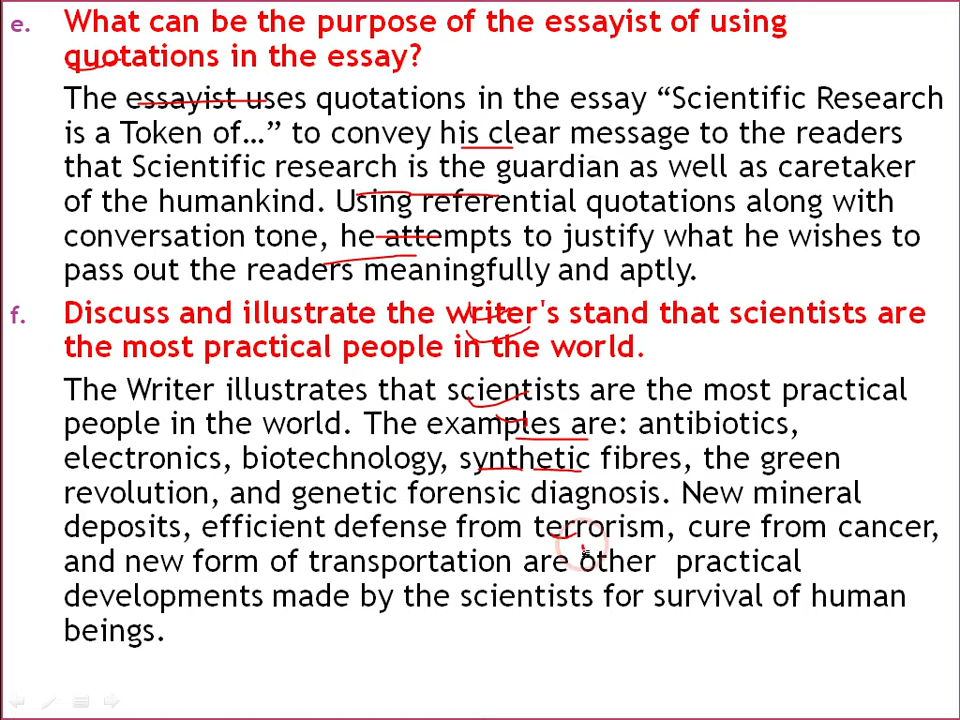 e. What can be the purpose of the essayist of using
quotations in the essay?
The essayist uses quotations in the essay “Scientific Research
is a Token of…” to convey his clear message to the readers
that Scientific research is the guardian as well as caretaker
of the humankind. Using referential quotations along with
conversation tone, he attempts to justify what he wishes to
pass out the readers meaningfully and aptly.
f. Discuss and illustrate the writer's stand that scientists are
the most practical people in the world.
The Writer illustrates that scientists are the most practical
people in the world. The examples are: antibiotics,
electronics, biotechnology, synthetic fibres, the green
revolution, and genetic forensic diagnosis. New mineral
deposits, efficient defense from terrorism, cure from cancer,
and new form of transportation are other practical
developments made by the scientists for survival of human
beings.